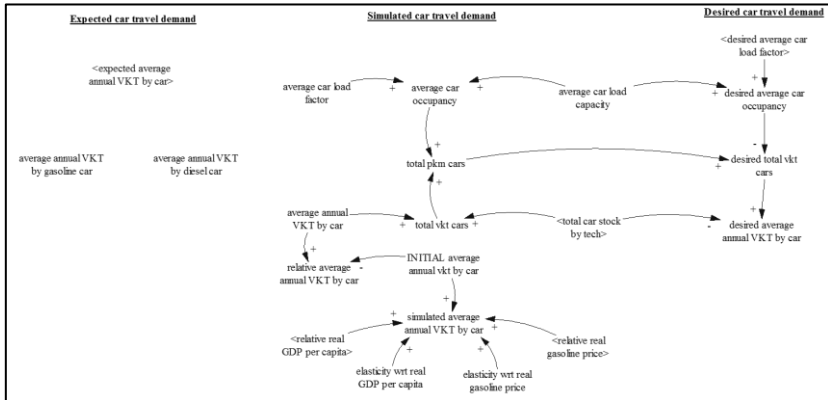 Expected car travel demand
Simulated car travel demand
Desired car travel demand
<expected average
annual VKT by car>
<desired average car
load factor>
+
average car load
factor
+
average car
occupancy
+
average car load
capacity
+
desired average car
occupancy
average annual VKT
by gasoline car
average annual VKT
by diesel car
+
total pkm cars
+
-
+
desired total vkt
cars
average annual
VKT by car
+
total vkt cars
+
<total car stock
by tech>
-
+
desired average
annual VKT by car
+
relative average
annual VKT by car
-
INITIAL average
annual vkt by car
+
simulated average
annual VKT by car
<relative real
GDP per capita>
+
+
<relative real
gasoline price>
+
elasticity wrt real
GDP per capita
+
elasticity wrt real
gasoline price